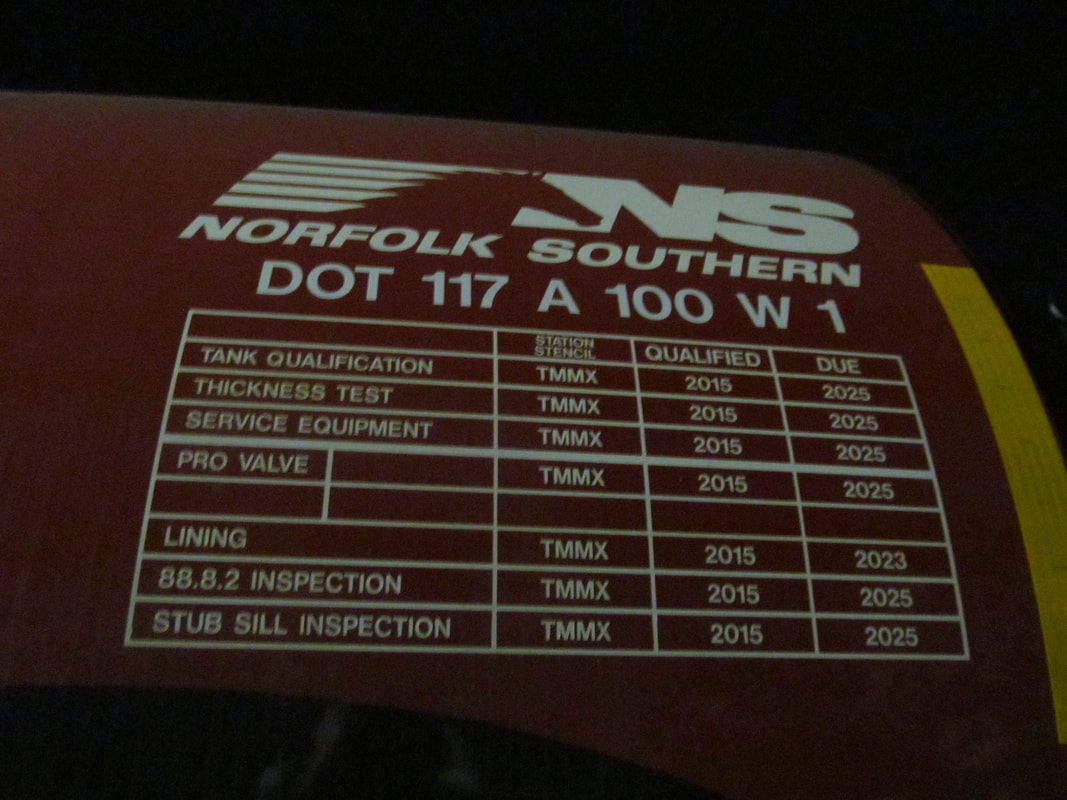 NS
NORFOLK SOUTHERN
DOT 117 A 100 W 1
STATION STENCIL QUALIFIED DUE
TANK QUALIFICATION TMMX 2015 2025
THICKNESS TEST TMMX 2015 2025
SERVICE EQUIPMENT TMMX 2015 2025
PRO VALVE TMMX 2015 2025
LINING TMMX 2015 2023
88.8.2 INSPECTION TMMX 2015 2025
STUB SILL INSPECTION TMMX 2015 2025